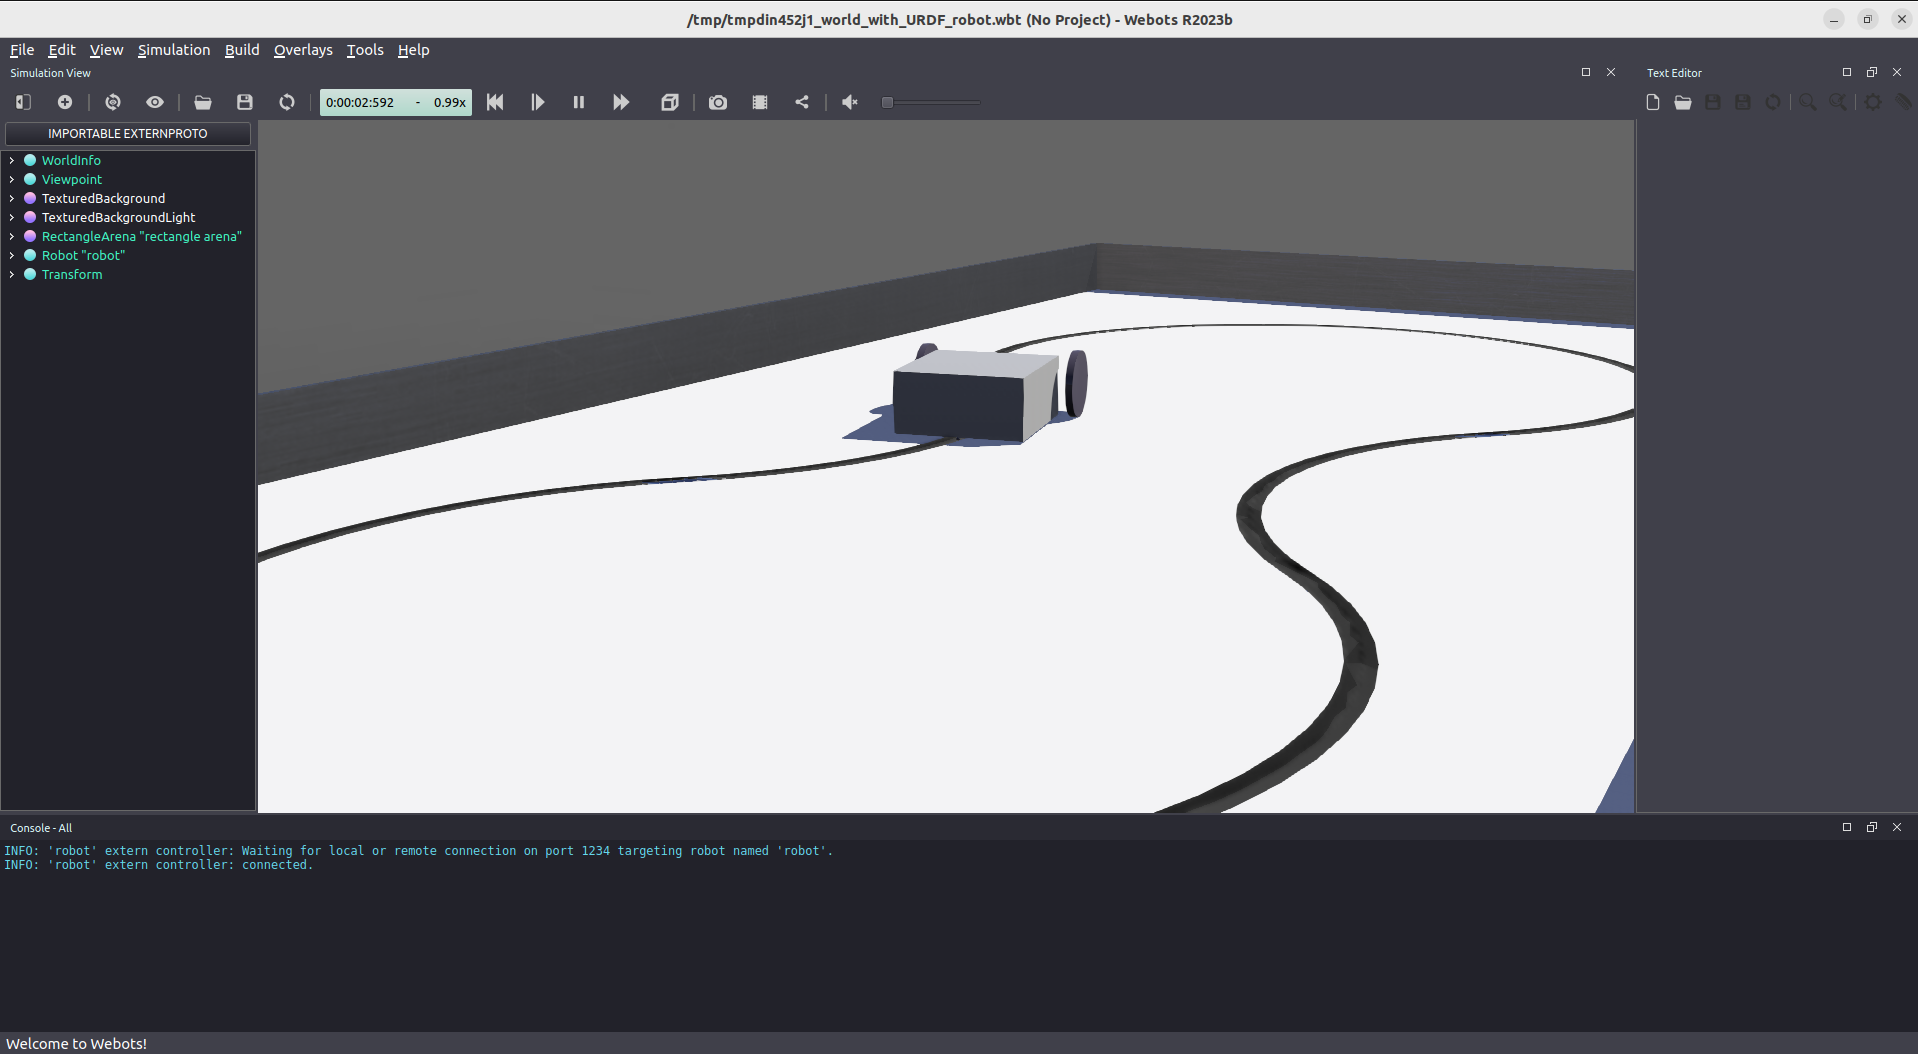 /tmp/tmpdin452j1_world_with_URDF_robot.wbt (No Project) - Webots R2023b
File Edit View Simulation Build Overlays Tools Help
Simulation View
Text Editor
0:00:02:592 - 0.99x
IMPORTABLE EXTERNPROTO
WorldInfo
Viewpoint
TexturedBackground
TexturedBackgroundLight
RectangleArena "rectangle arena"
Robot "robot"
Transform
Console - All
INFO: 'robot' extern controller: Waiting for local or remote connection on port 1234 targeting robot named 'robot'.
INFO: 'robot' extern controller: connected.
Welcome to Webots!